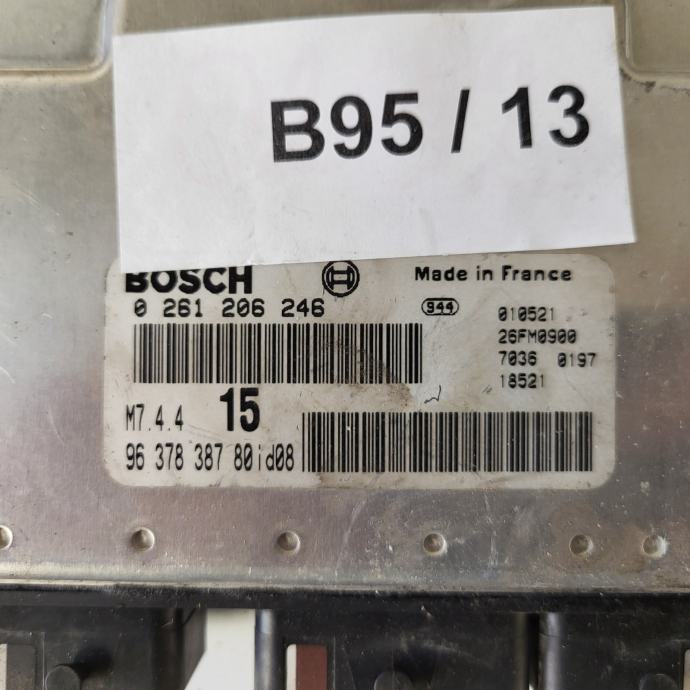 B95 / 13
BOSCH
Made in France
0 261 206 246
944
010521
26FM0900
7036 0197
18521
M7.4.4
15
96 378 387 80id08